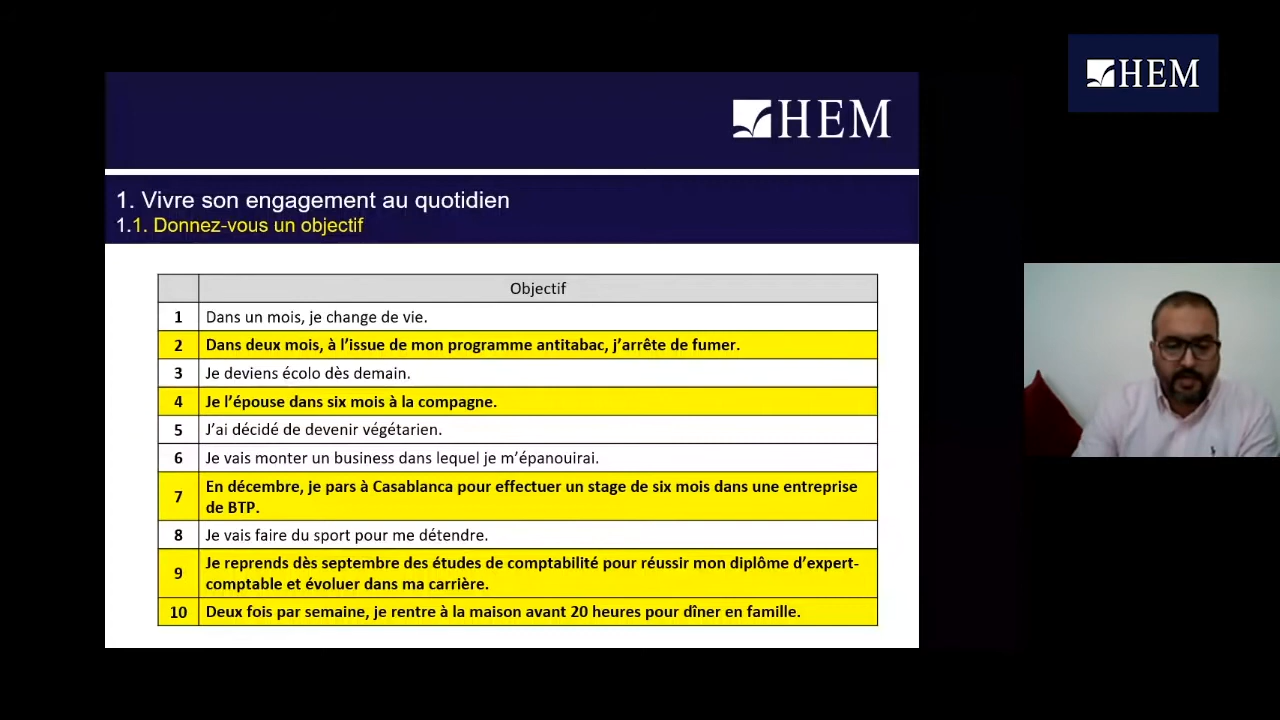 HEM
HEM
1. Vivre son engagement au quotidien
1.1. Donnez-vous un objectif
Objectif
1 Dans un mois, je change de vie.
2 Dans deux mois, à l’issue de mon programme antitabac, j’arrête de fumer.
3 Je deviens écolo dès demain.
4 Je l’épouse dans six mois à la compagne.
5 J’ai décidé de devenir végétarien.
6 Je vais monter un business dans lequel je m’épanouirai.
7 En décembre, je pars à Casablanca pour effectuer un stage de six mois dans une entreprise
de BTP.
8 Je vais faire du sport pour me détendre.
9 Je reprends dès septembre des études de comptabilité pour réussir mon diplôme d’expert-
comptable et évoluer dans ma carrière.
10 Deux fois par semaine, je rentre à la maison avant 20 heures pour dîner en famille.